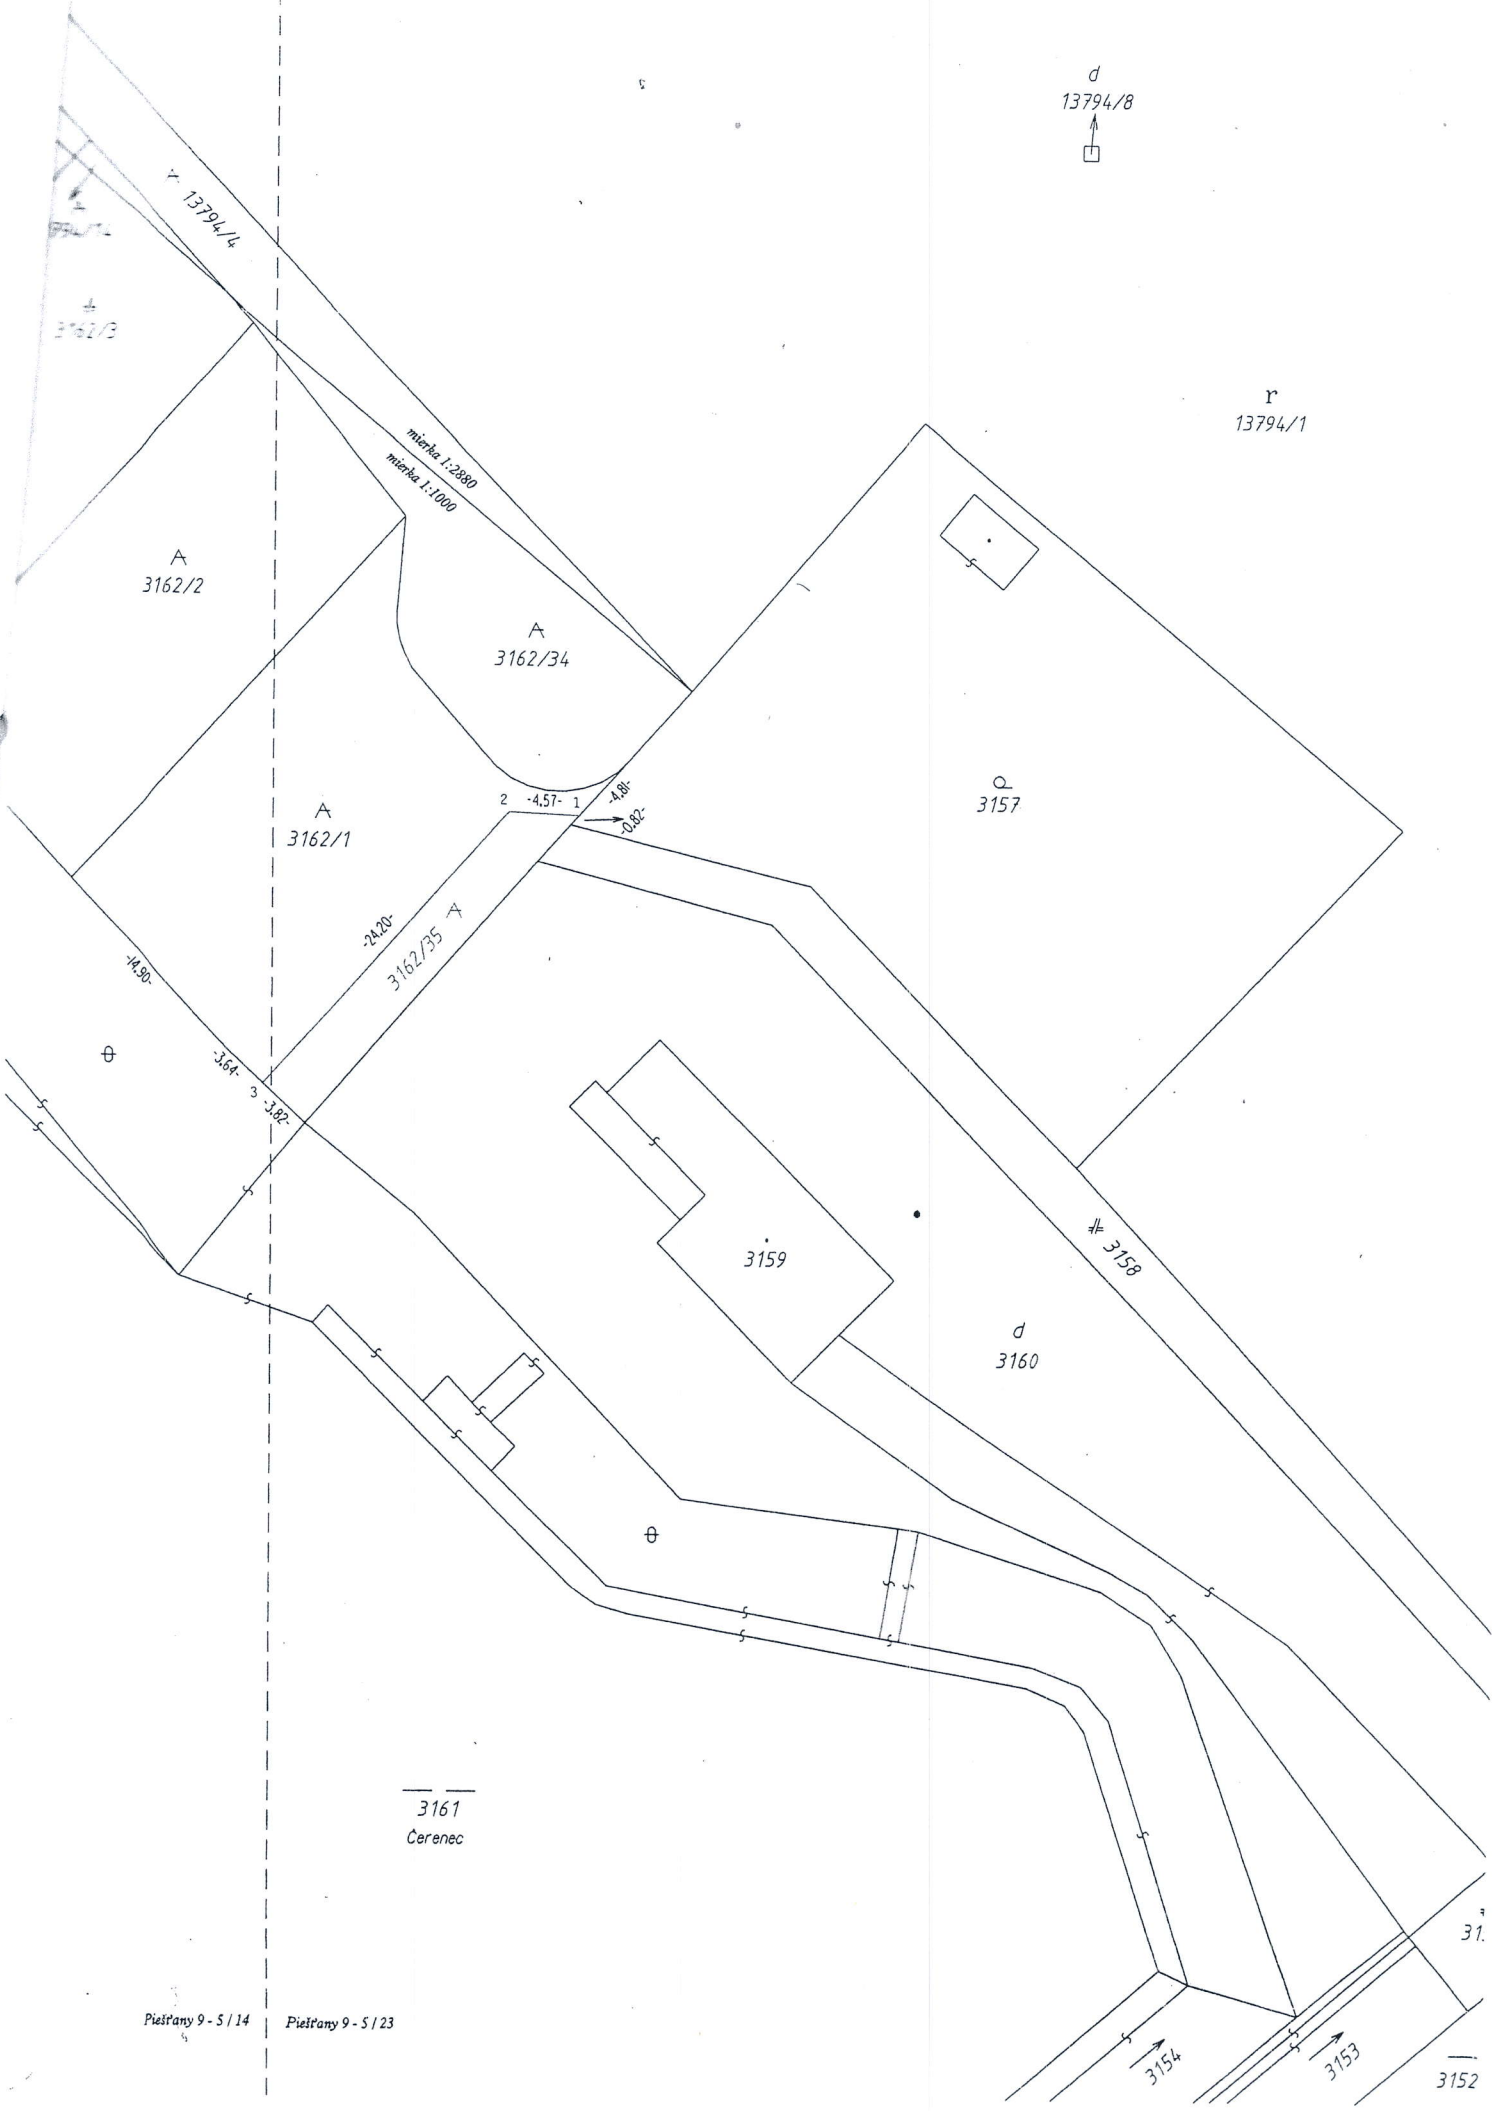 d
13794/8
13794/4
3162/3
r
13794/1
mierka 1:2880
mierka 1:1000
A
3162/2
A
3162/34
3157
2 -4.57- 1
-4.81-
-0.82-
A
3162/1
-24.20-
3162/35 A
-14.90-
-3.64-
3
-3.82-
3159
3158
d
3160
3161
Čerenec
Piešťany 9 - 5 / 14
Piešťany 9 - 5 / 23
3154
3153
3152